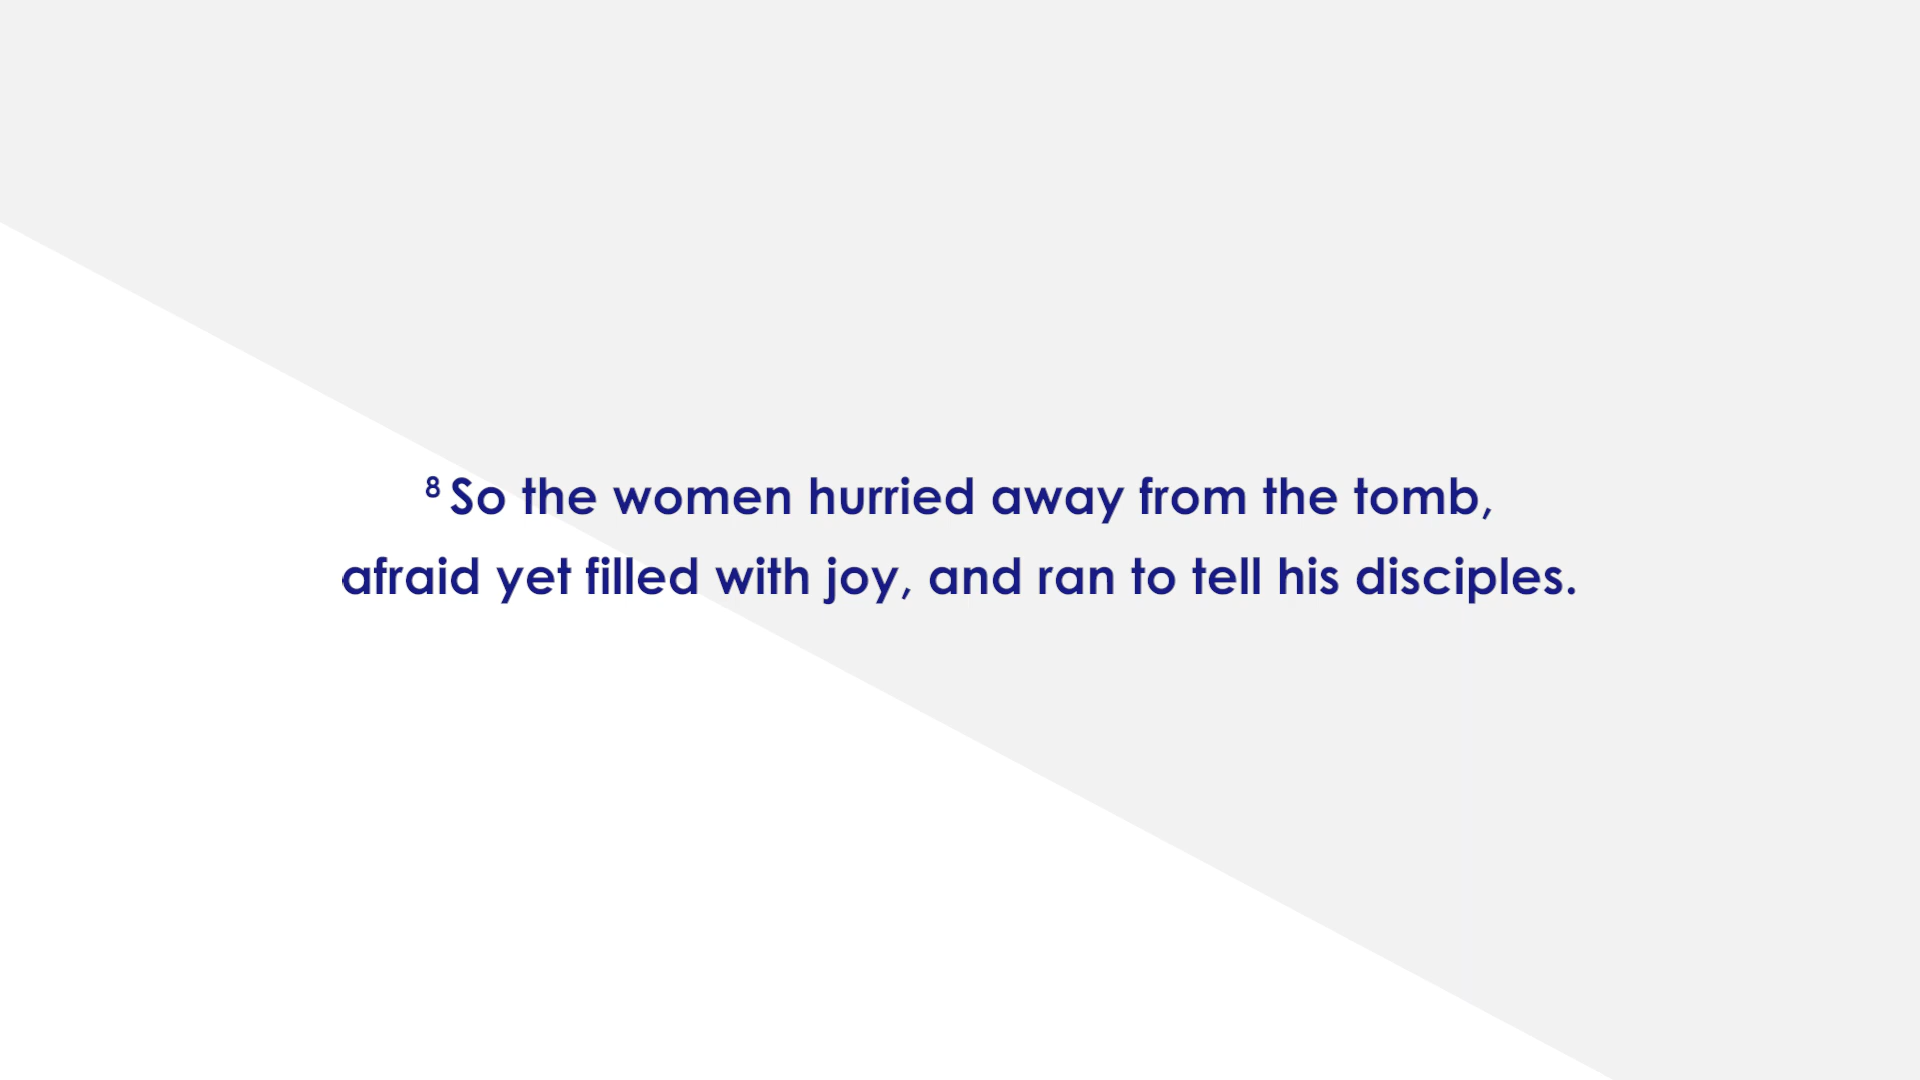 ⁸ So the women hurried away from the tomb,
afraid yet filled with joy, and ran to tell his disciples.